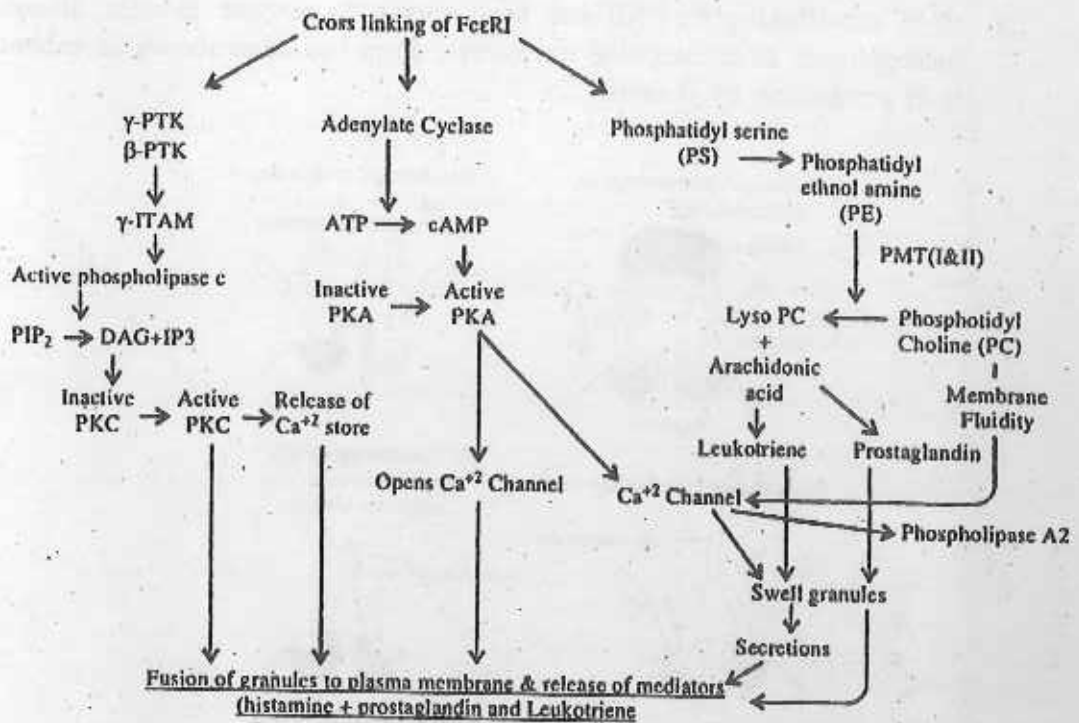 Crors linking of FcεRI
γ-PTK
β-PTK
γ-ITAM
Active phospholipase c
PIP₂
DAG+IP3
Inactive
PKC
Active
PKC
Release of
Ca⁺² store
Adenylate Cyclase
ATP
cAMP
Inactive
PKA
Active
PKA
Opens Ca⁺² Channel
Phosphatidyl serine
(PS)
Phosphatidyl
ethnol amine
(PE)
PMT(I&II)
Lyso PC
+
Arachidonic
acid
Phosphotidyl
Choline (PC)
Membrane
Fluidity
Leukotriene
Prostaglandin
Ca⁺² Channel
Phospholipase A2
Swell granules
Secretions
Fusion of granules to plasma membrane & release of mediators
(histamine + prostaglandin and Leukotriene